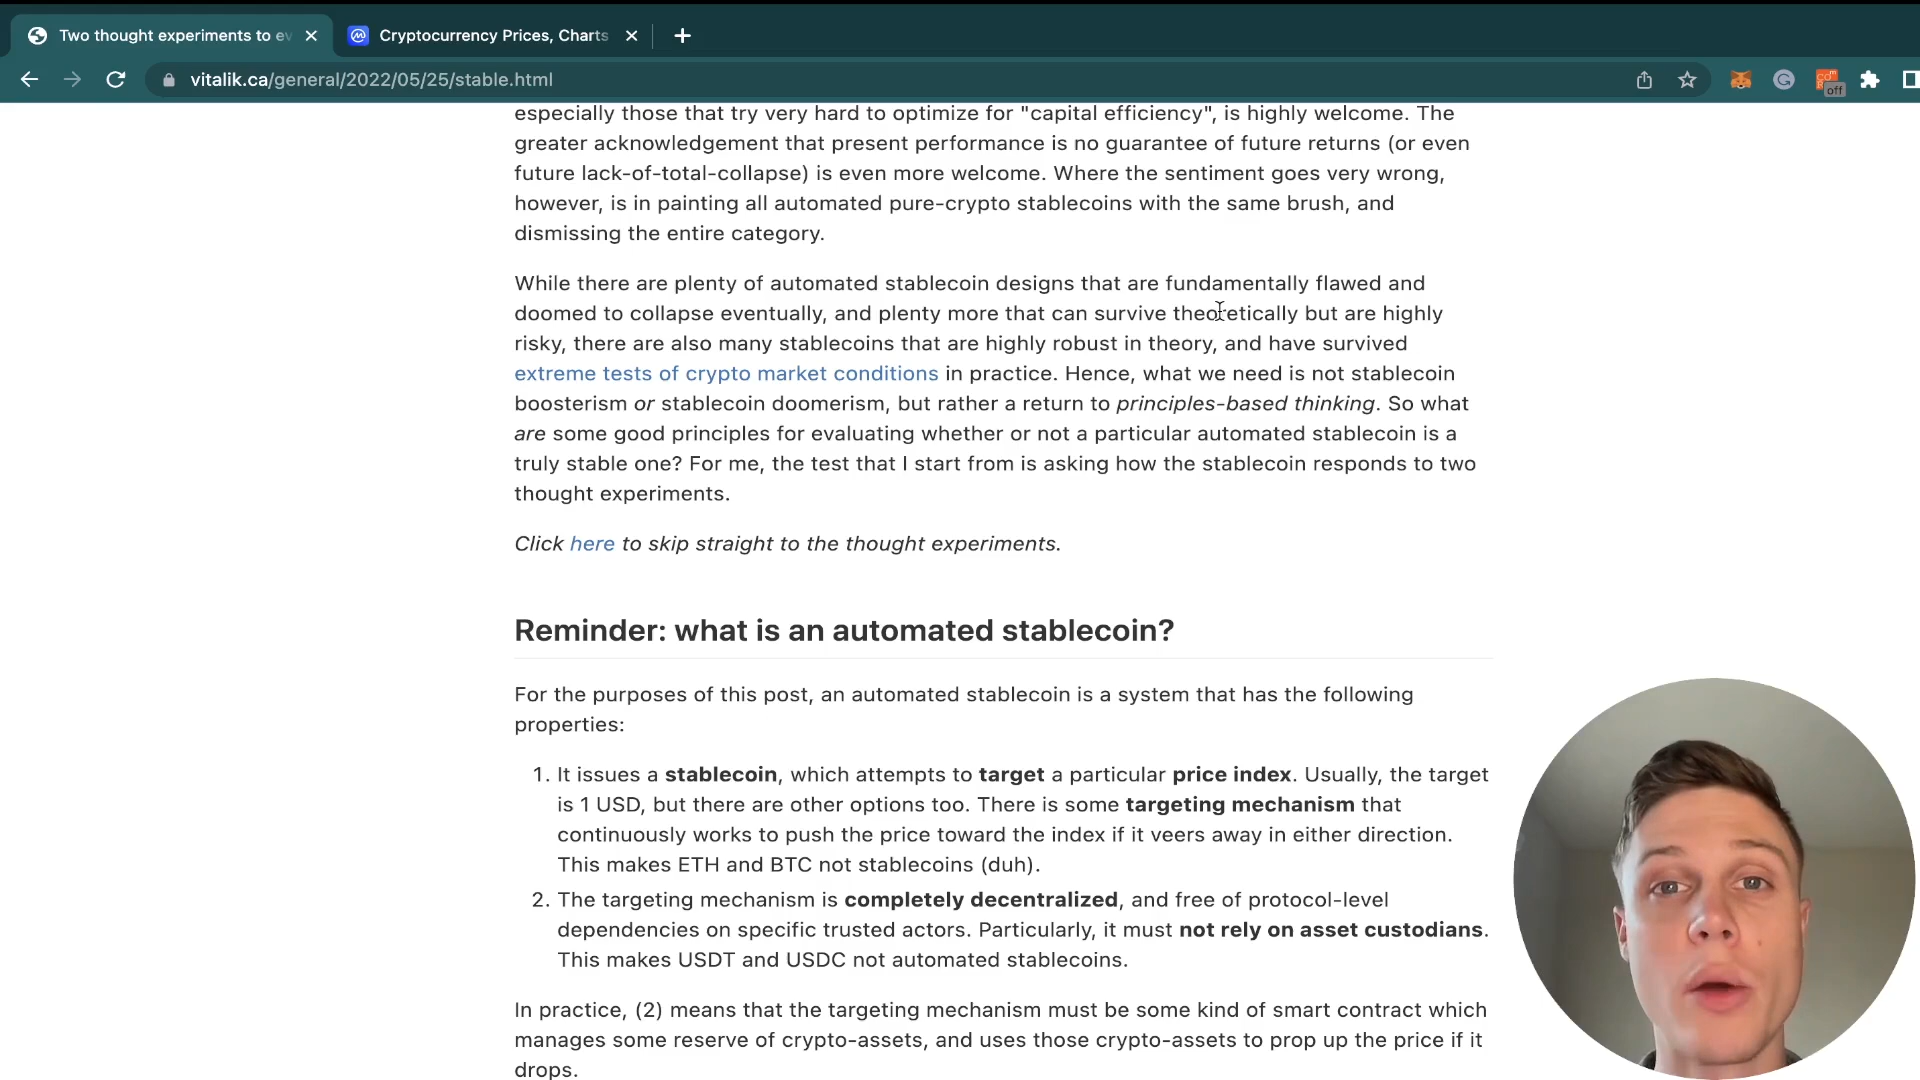 Two thought experiments to ev
Cryptocurrency Prices, Charts
vitalik.ca/general/2022/05/25/stable.html
off
especially those that try very hard to optimize for "capital efficiency", is highly welcome. The
greater acknowledgement that present performance is no guarantee of future returns (or even
future lack-of-total-collapse) is even more welcome. Where the sentiment goes very wrong,
however, is in painting all automated pure-crypto stablecoins with the same brush, and
dismissing the entire category.
While there are plenty of automated stablecoin designs that are fundamentally flawed and
doomed to collapse eventually, and plenty more that can survive theoretically but are highly
risky, there are also many stablecoins that are highly robust in theory, and have survived
extreme tests of crypto market conditions in practice. Hence, what we need is not stablecoin
boosterism or stablecoin doomerism, but rather a return to principles-based thinking. So what
are some good principles for evaluating whether or not a particular automated stablecoin is a
truly stable one? For me, the test that I start from is asking how the stablecoin responds to two
thought experiments.
Click here to skip straight to the thought experiments.
Reminder: what is an automated stablecoin?
For the purposes of this post, an automated stablecoin is a system that has the following
properties:
1. It issues a stablecoin, which attempts to target a particular price index. Usually, the target
is 1 USD, but there are other options too. There is some targeting mechanism that
continuously works to push the price toward the index if it veers away in either direction.
This makes ETH and BTC not stablecoins (duh).
2. The targeting mechanism is completely decentralized, and free of protocol-level
dependencies on specific trusted actors. Particularly, it must not rely on asset custodians.
This makes USDT and USDC not automated stablecoins.
In practice, (2) means that the targeting mechanism must be some kind of smart contract which
manages some reserve of crypto-assets, and uses those crypto-assets to prop up the price if it
drops.